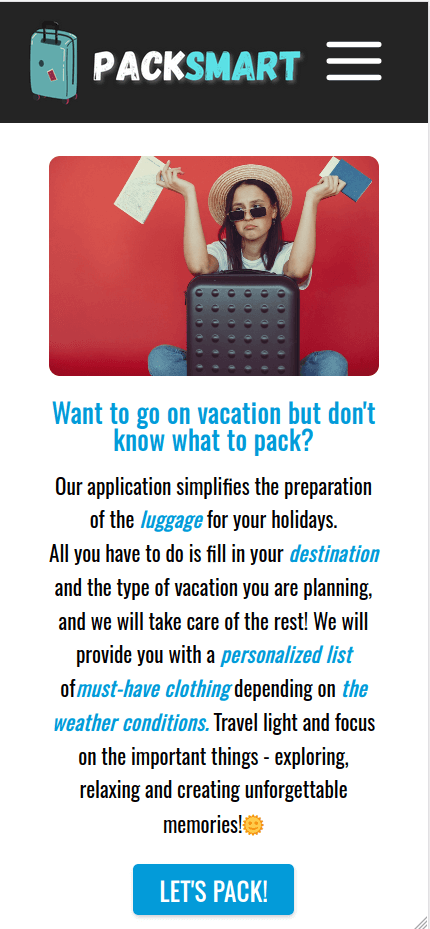 PACKSMART
Want to go on vacation but don't
know what to pack?
Our application simplifies the preparation
of the luggage for your holidays.
All you have to do is fill in your destination
and the type of vacation you are planning,
and we will take care of the rest! We will
provide you with a personalized list
ofmust-have clothing depending on the
weather conditions. Travel light and focus
on the important things - exploring,
relaxing and creating unforgettable
memories!🌞
LET'S PACK!